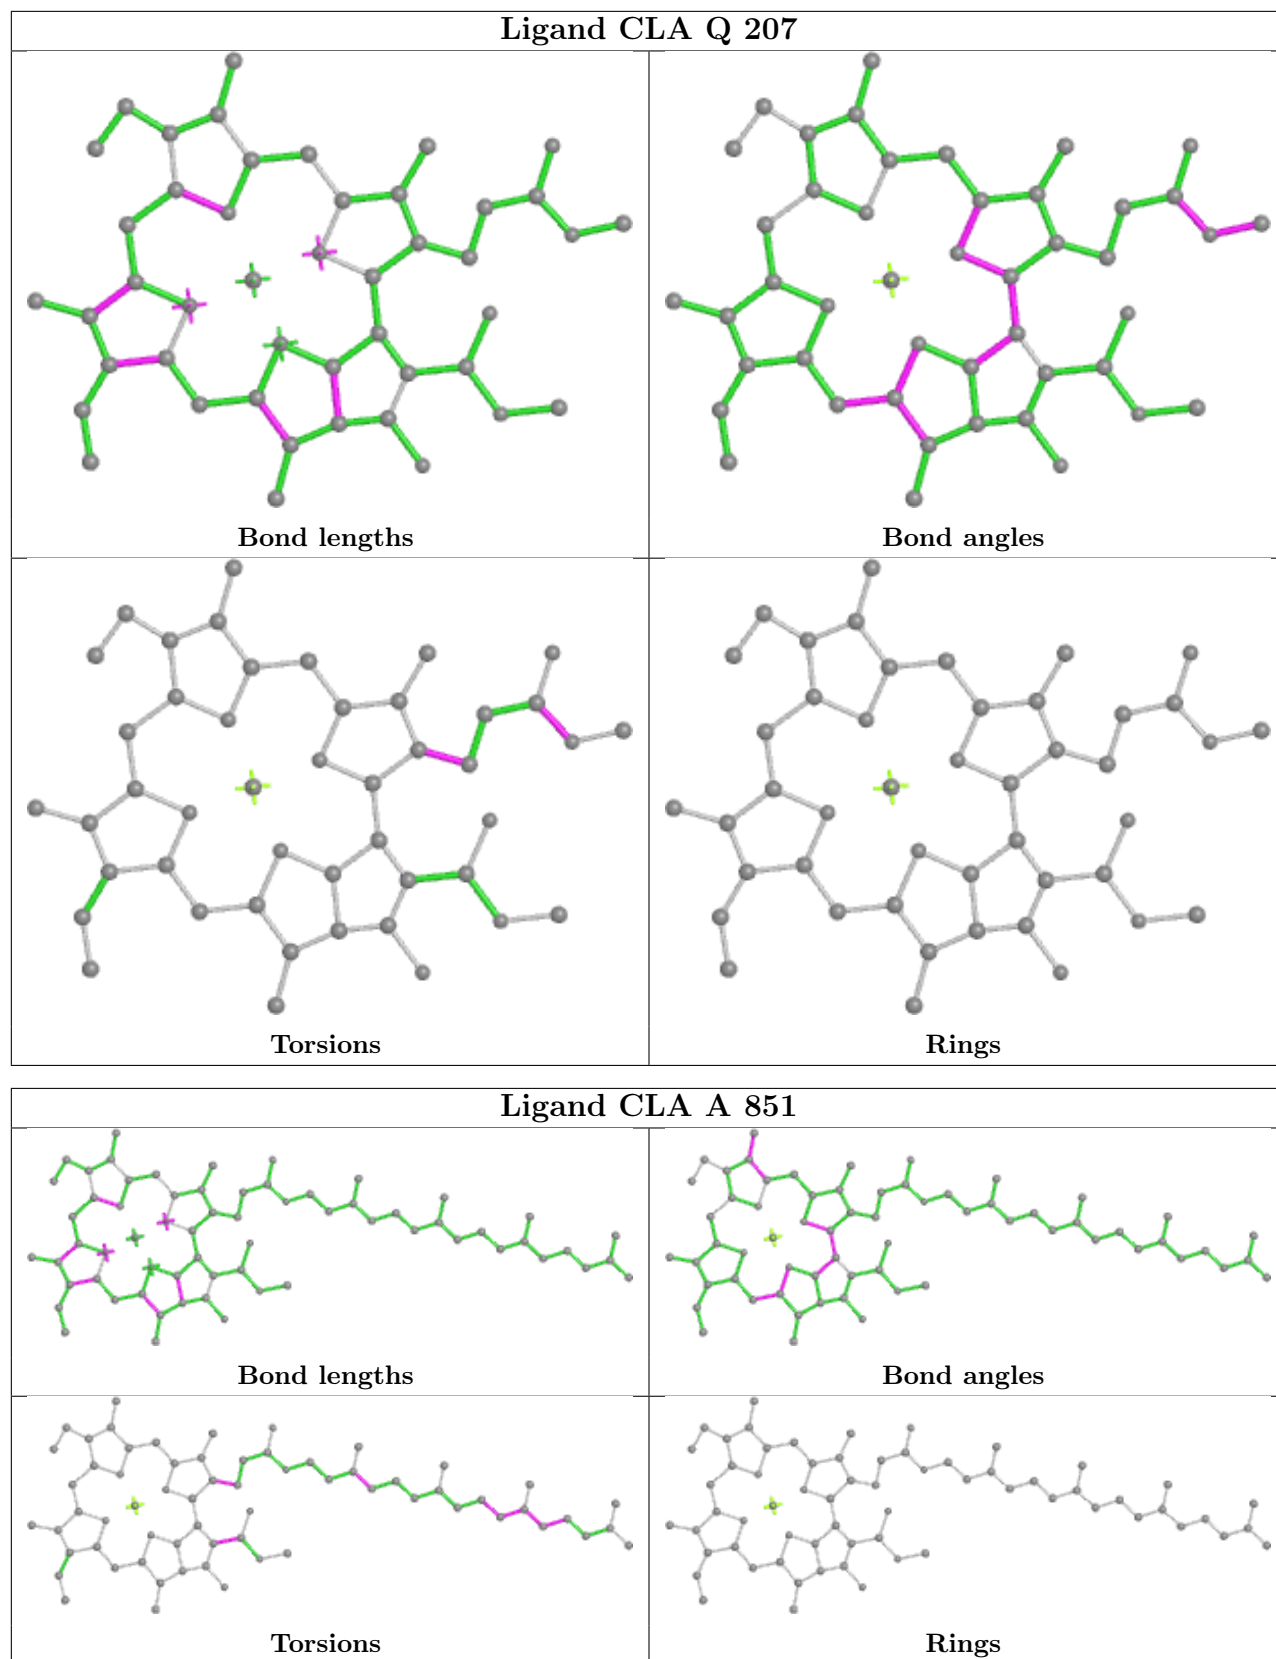 Ligand CLA Q 207
Bond lengths
Bond angles
Torsions
Rings
Ligand CLA A 851
Bond lengths
Bond angles
Torsions
Rings